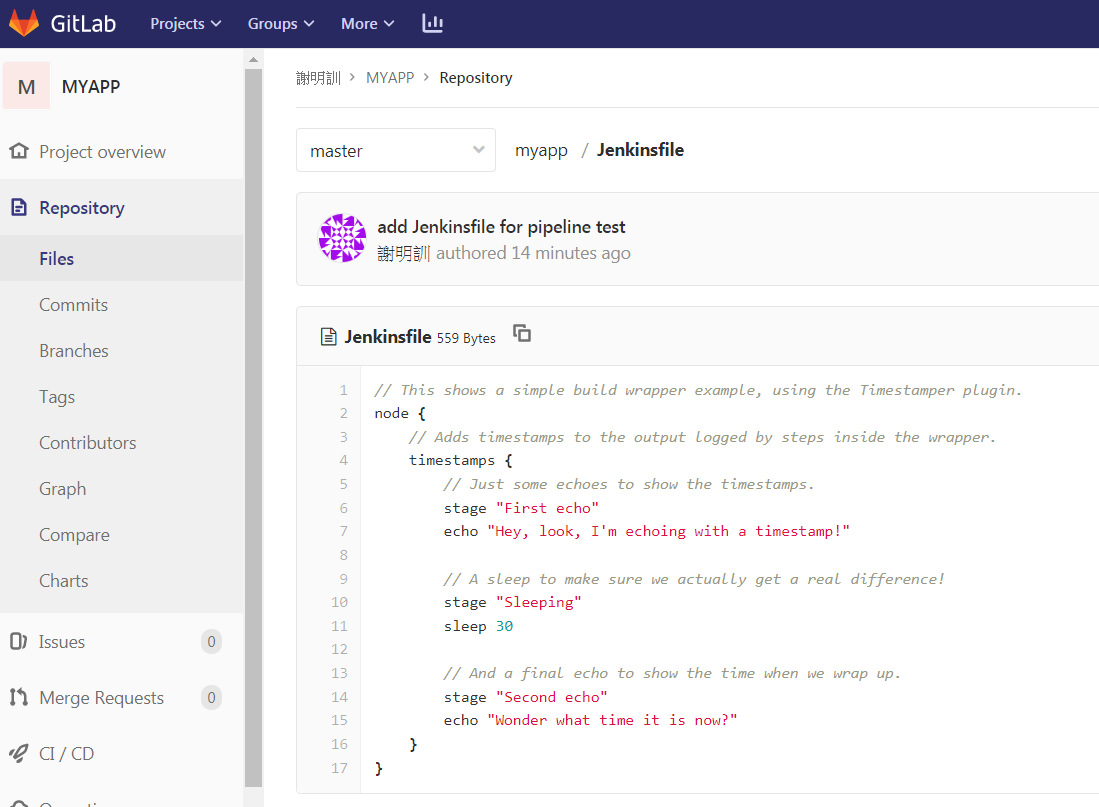 GitLab Projects Groups More
M MYAPP
Project overview
Repository
Files
Commits
Branches
Tags
Contributors
Graph
Compare
Charts
Issues 0
Merge Requests 0
CI / CD
謝明訓 > MYAPP > Repository
master myapp / Jenkinsfile
add Jenkinsfile for pipeline test
謝明訓 authored 14 minutes ago
Jenkinsfile 559 Bytes
1 // This shows a simple build wrapper example, using the Timestamper plugin.
2 node {
3 // Adds timestamps to the output logged by steps inside the wrapper.
4 timestamps {
5 // Just some echoes to show the timestamps.
6 stage "First echo"
7 echo "Hey, look, I'm echoing with a timestamp!"
8
9 // A sleep to make sure we actually get a real difference!
10 stage "Sleeping"
11 sleep 30
12
13 // And a final echo to show the time when we wrap up.
14 stage "Second echo"
15 echo "Wonder what time it is now?"
16 }
17 }